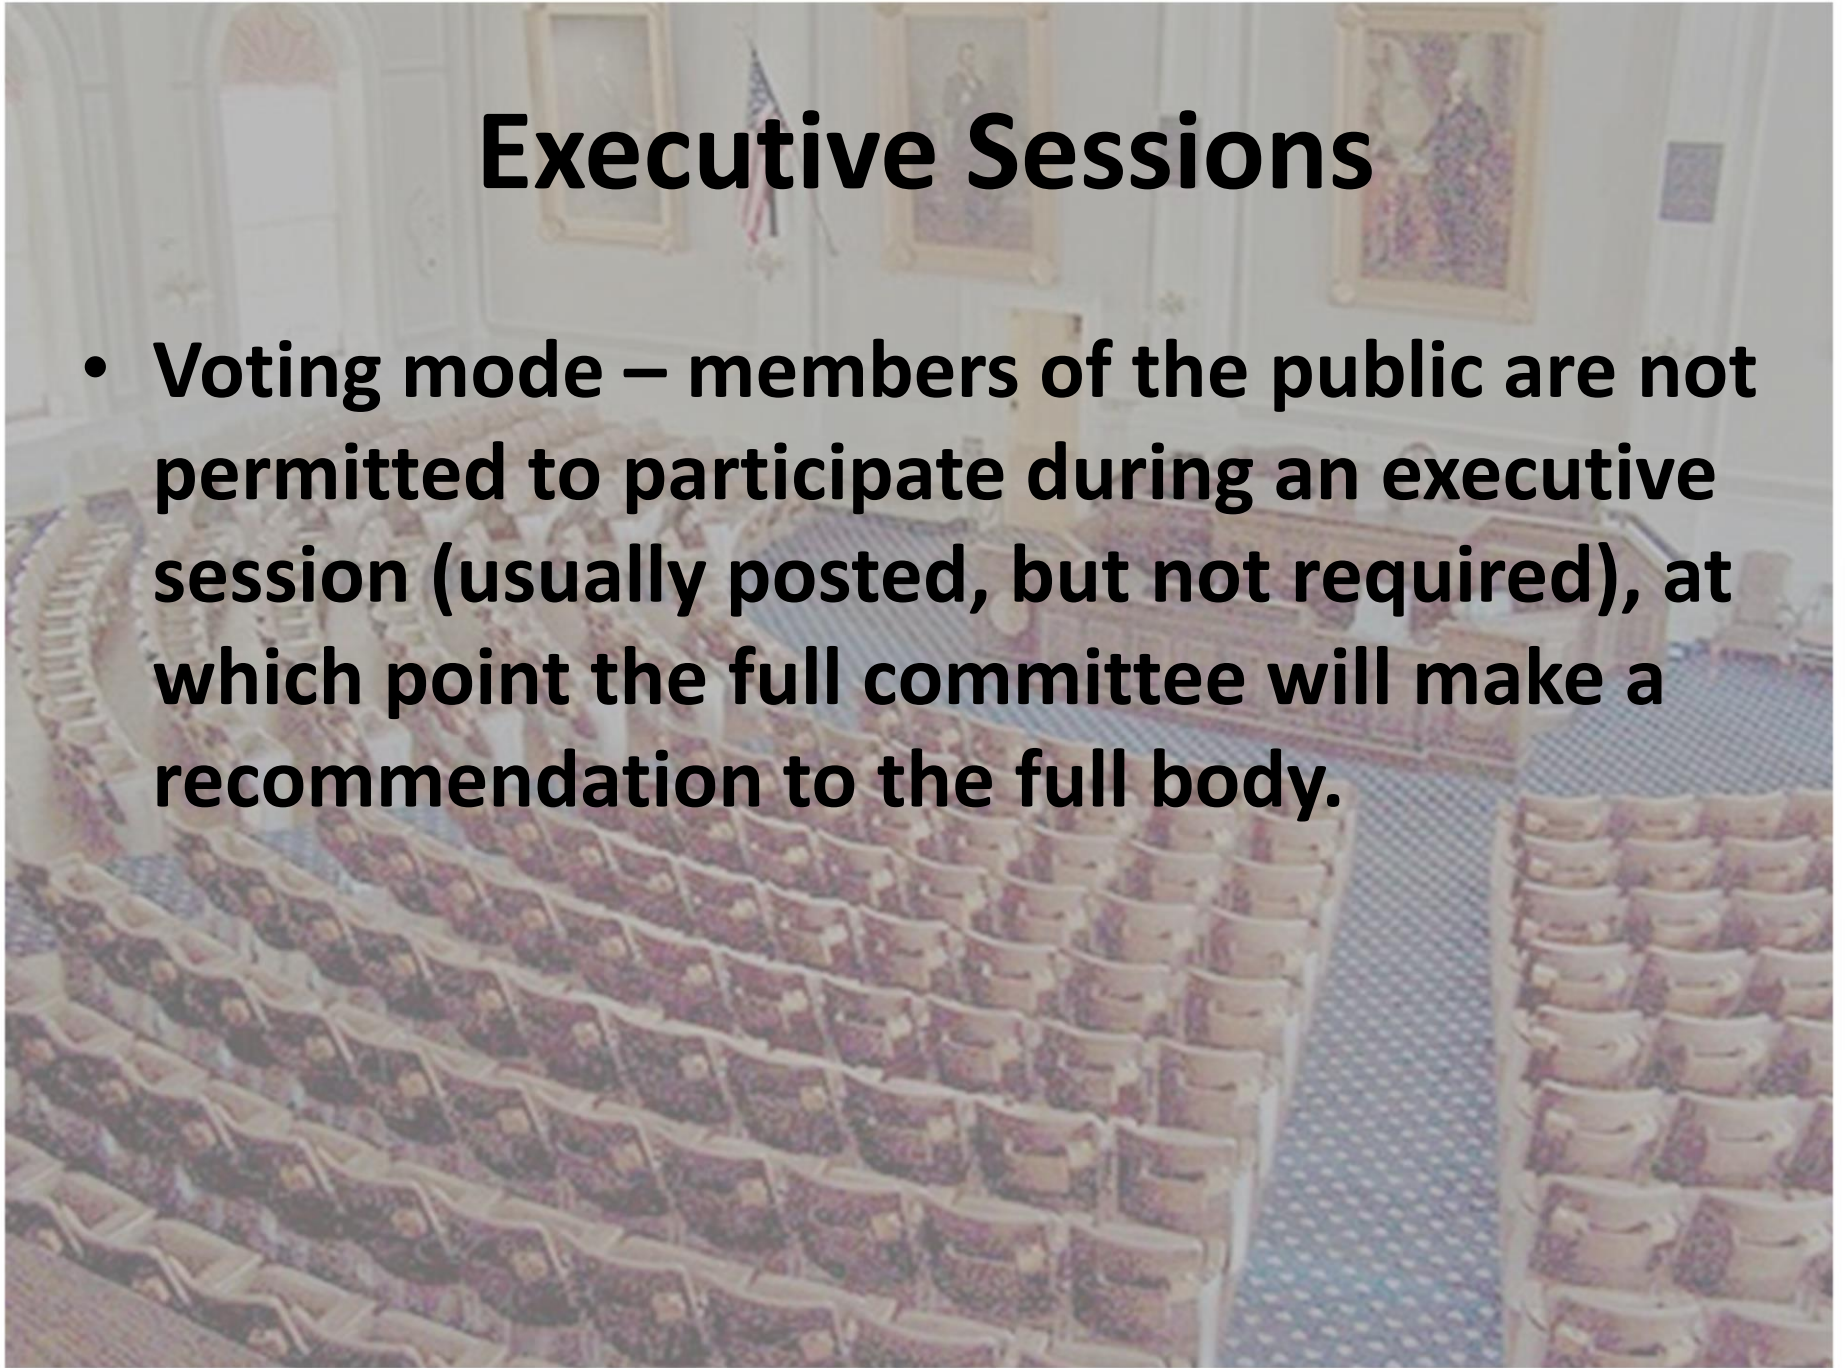 Executive Sessions
• Voting mode – members of the public are not
permitted to participate during an executive
session (usually posted, but not required), at
which point the full committee will make a
recommendation to the full body.